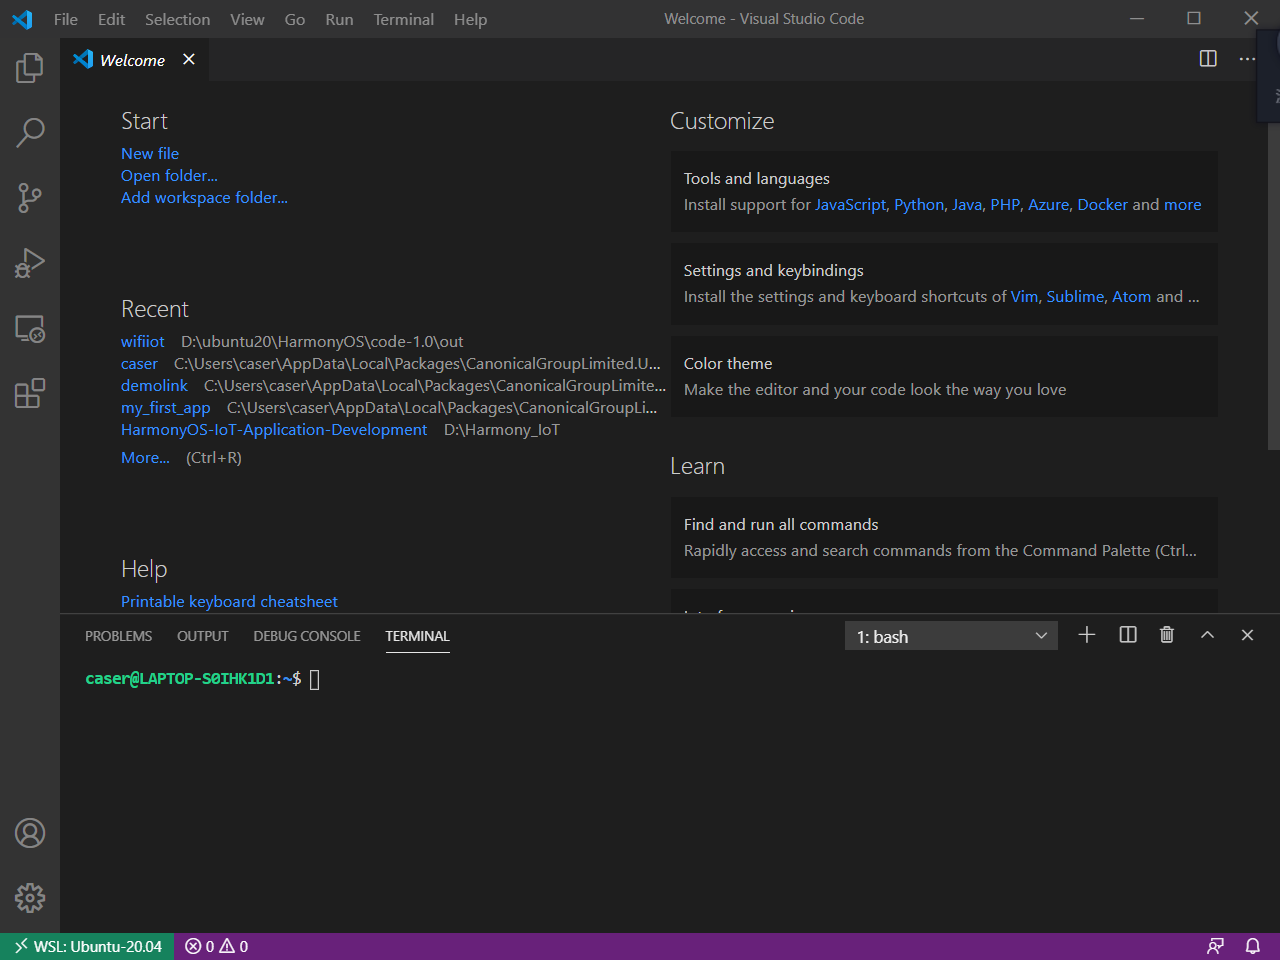 File Edit Selection View Go Run Terminal Help Welcome - Visual Studio Code
Welcome
Start
New file
Open folder...
Add workspace folder...
Recent
wifiiot D:\ubuntu20\HarmonyOS\code-1.0\out
caser C:\Users\caser\AppData\Local\Packages\CanonicalGroupLimited.U...
demolink C:\Users\caser\AppData\Local\Packages\CanonicalGroupLimite...
my_first_app C:\Users\caser\AppData\Local\Packages\CanonicalGroupLi...
HarmonyOS-IoT-Application-Development D:\Harmony_IoT
More... (Ctrl+R)
Help
Printable keyboard cheatsheet
Customize
Tools and languages
Install support for JavaScript, Python, Java, PHP, Azure, Docker and more
Settings and keybindings
Install the settings and keyboard shortcuts of Vim, Sublime, Atom and ...
Color theme
Make the editor and your code look the way you love
Learn
Find and run all commands
Rapidly access and search commands from the Command Palette (Ctrl...
PROBLEMS OUTPUT DEBUG CONSOLE TERMINAL 1: bash
caser@LAPTOP-S0IHK1D1:~$
WSL: Ubuntu-20.04 0 0